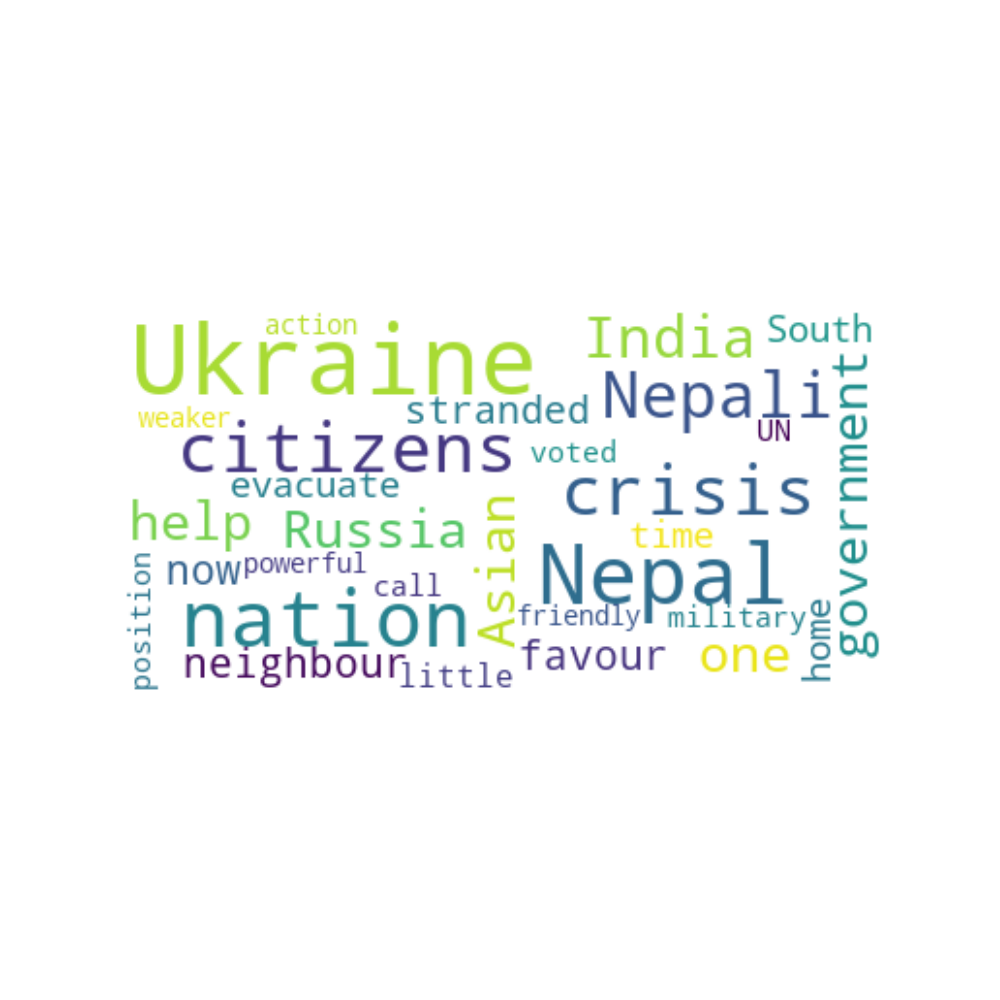 action
Ukraine
India
South
Nepali
stranded
weaker
UN
citizens
voted
government
evacuate
crisis
help
Russia
Asian
time
now
powerful
call
Nepal
position
nation
friendly
military
home
neighbour
little
favour
one